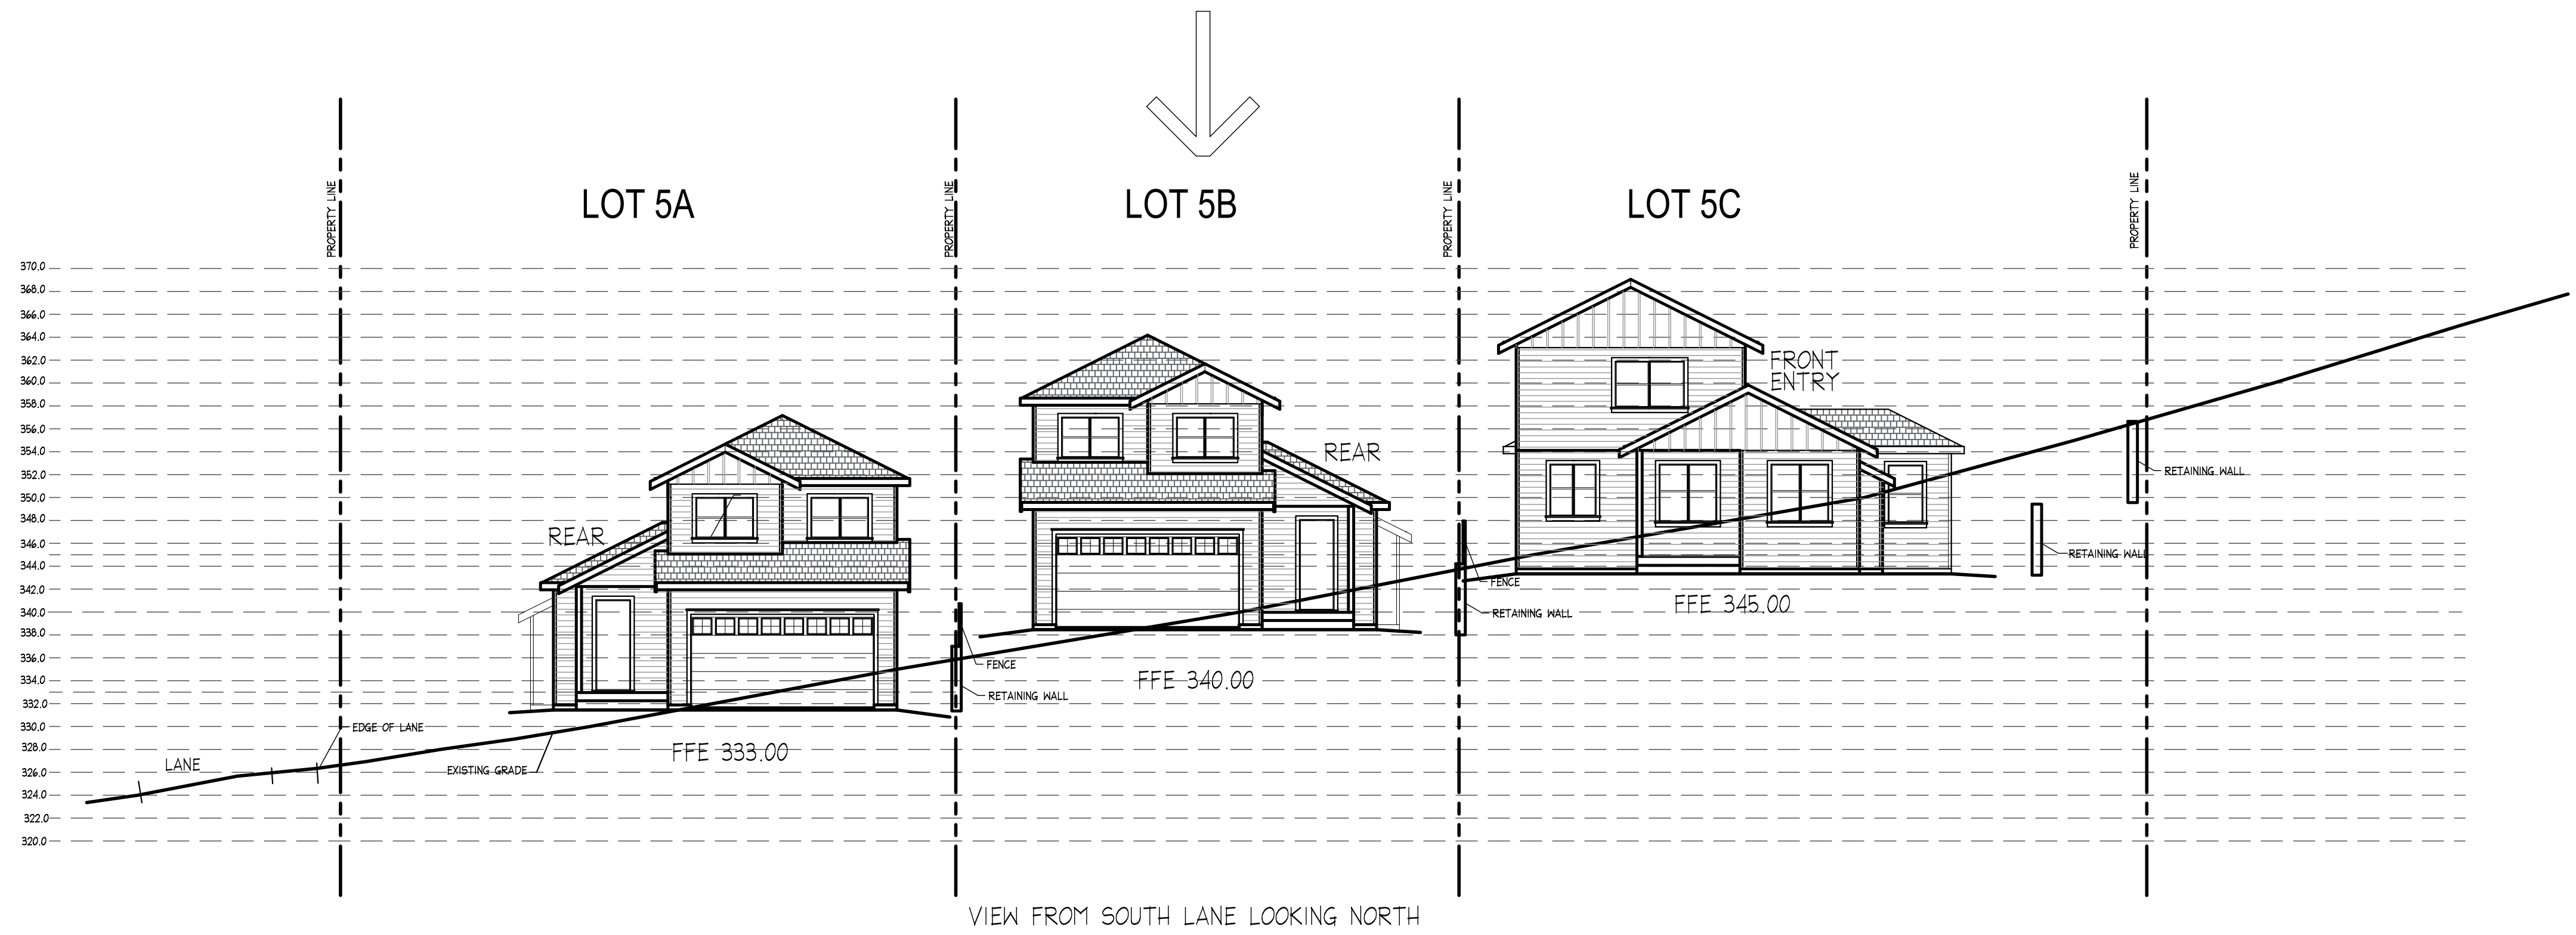 LOT 5A
LOT 5B
LOT 5C
PROPERTY LINE
PROPERTY LINE
PROPERTY LINE
PROPERTY LINE
370.0
368.0
366.0
364.0
362.0
360.0
358.0
356.0
354.0
352.0
350.0
348.0
346.0
344.0
342.0
340.0
338.0
336.0
334.0
332.0
330.0
328.0
326.0
324.0
322.0
320.0
REAR
REAR
FRONT
ENTRY
RETAINING WALL
RETAINING WALL
FENCE
RETAINING WALL
FFE 345.00
FENCE
RETAINING WALL
FFE 340.00
EDGE OF LANE
LANE
EXISTING GRADE
FFE 333.00
VIEW FROM SOUTH LANE LOOKING NORTH